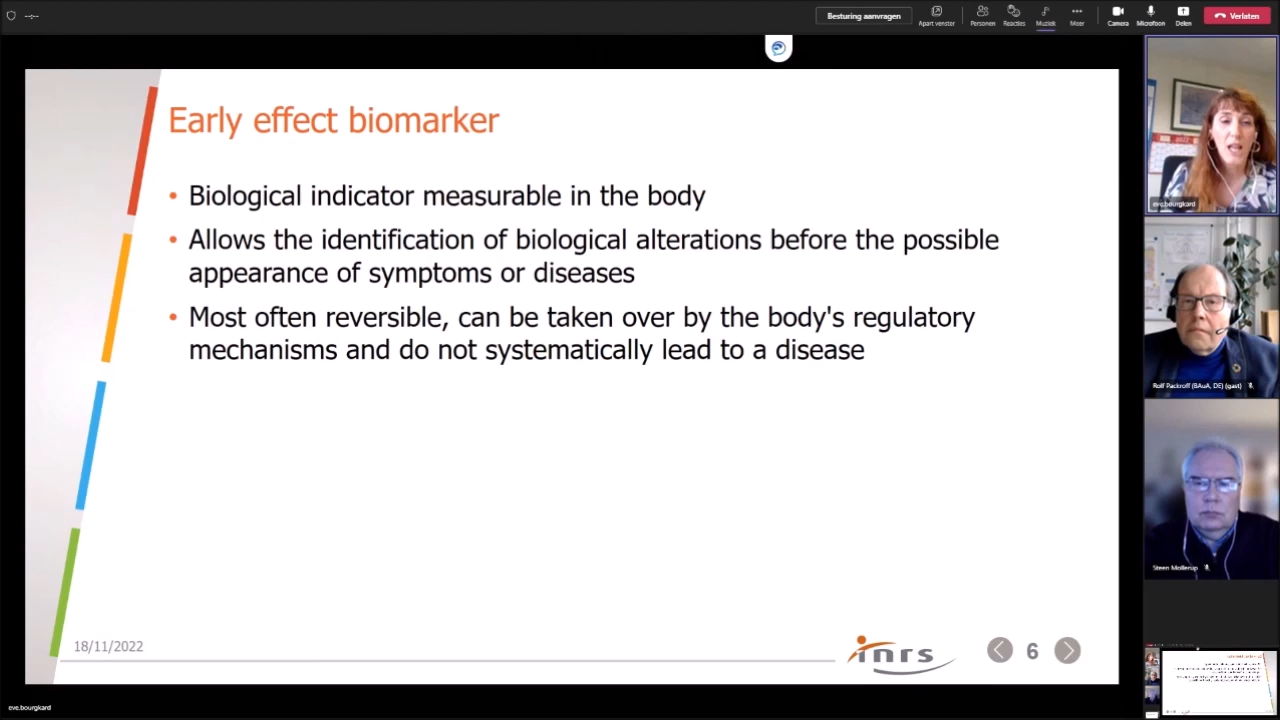 Besturing aanvragen
Apart venster
Personen
Reacties
Muziek
Meer
Camera
Microfoon
Delen
Verlaten
Early effect biomarker
• Biological indicator measurable in the body
• Allows the identification of biological alterations before the possible
appearance of symptoms or diseases
• Most often reversible, can be taken over by the body's regulatory
mechanisms and do not systematically lead to a disease
18/11/2022
inrs
6
eve.bourgkard
Rolf Packroff (BAuA, DE) (gast)
Steen Mollerup
eve.bourgkard